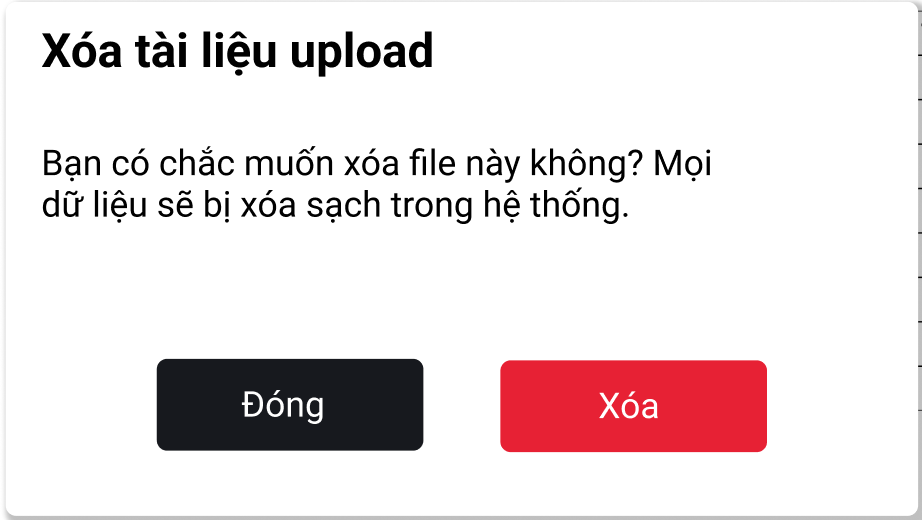 Xóa tài liệu upload
Bạn có chắc muốn xóa file này không? Mọi
dữ liệu sẽ bị xóa sạch trong hệ thống.
Đóng
Xóa